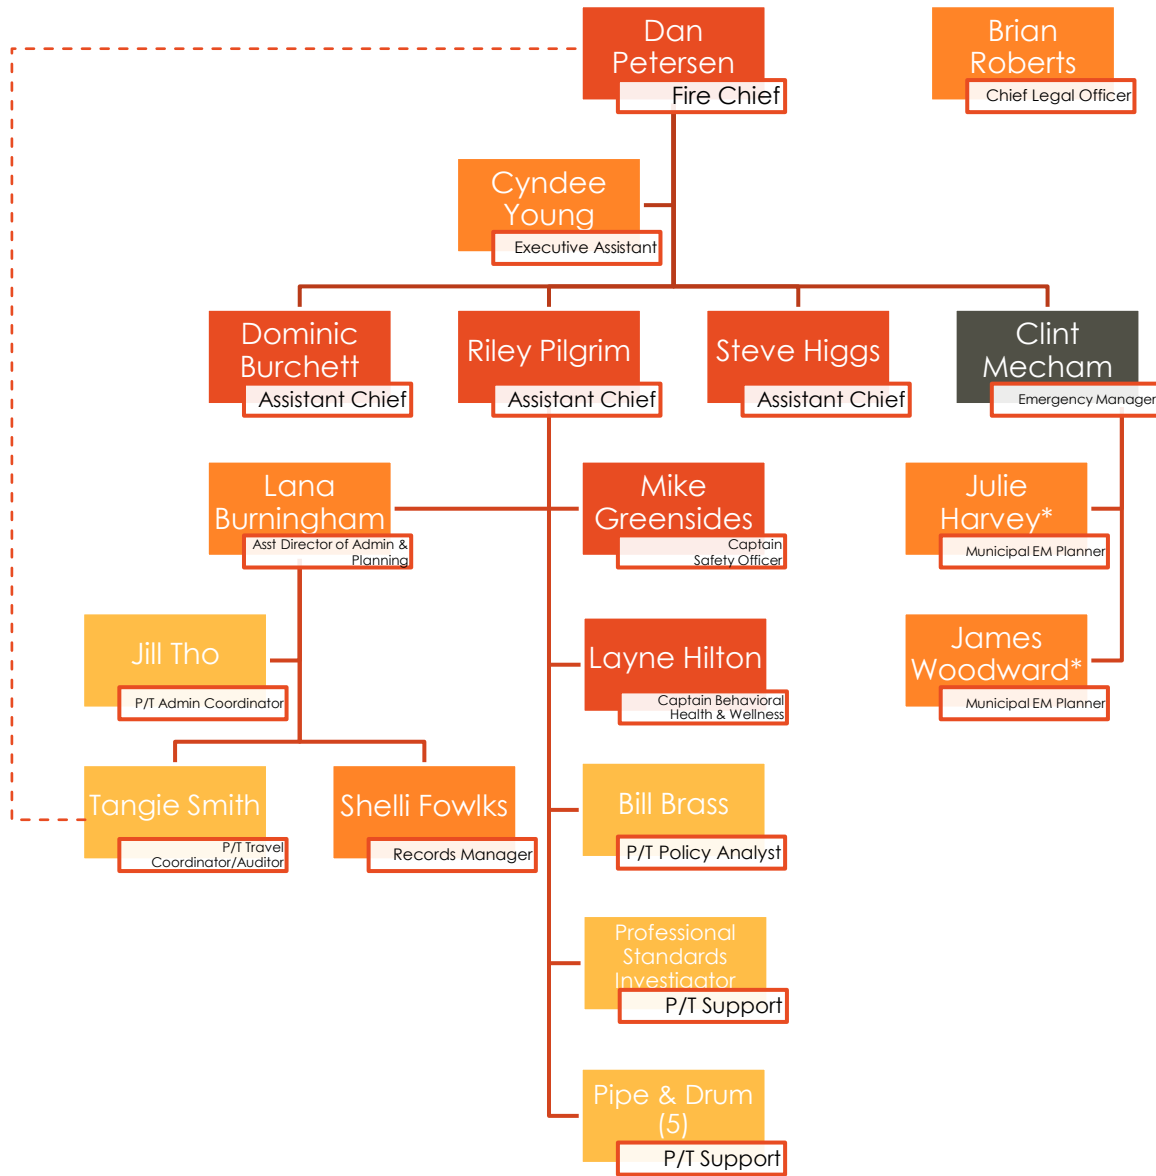 Dan
Petersen
Fire Chief
Brian
Roberts
Chief Legal Officer
Cyndee
Young
Executive Assistant
Dominic
Burchett
Assistant Chief
Riley Pilgrim
Assistant Chief
Steve Higgs
Assistant Chief
Clint
Mecham
Emergency Manager
Lana
Burningham
Asst Director of Admin &
Planning
Mike
Greensides
Captain
Safety Officer
Julie
Harvey*
Municipal EM Planner
Jill Tho
P/T Admin Coordinator
Layne Hilton
Captain Behavioral
Health & Wellness
James
Woodward*
Municipal EM Planner
Tangie Smith
P/T Travel
Coordinator/Auditor
Shelli Fowlks
Records Manager
Bill Brass
P/T Policy Analyst
Professional
Standards
Investigator
P/T Support
Pipe & Drum
(5)
P/T Support